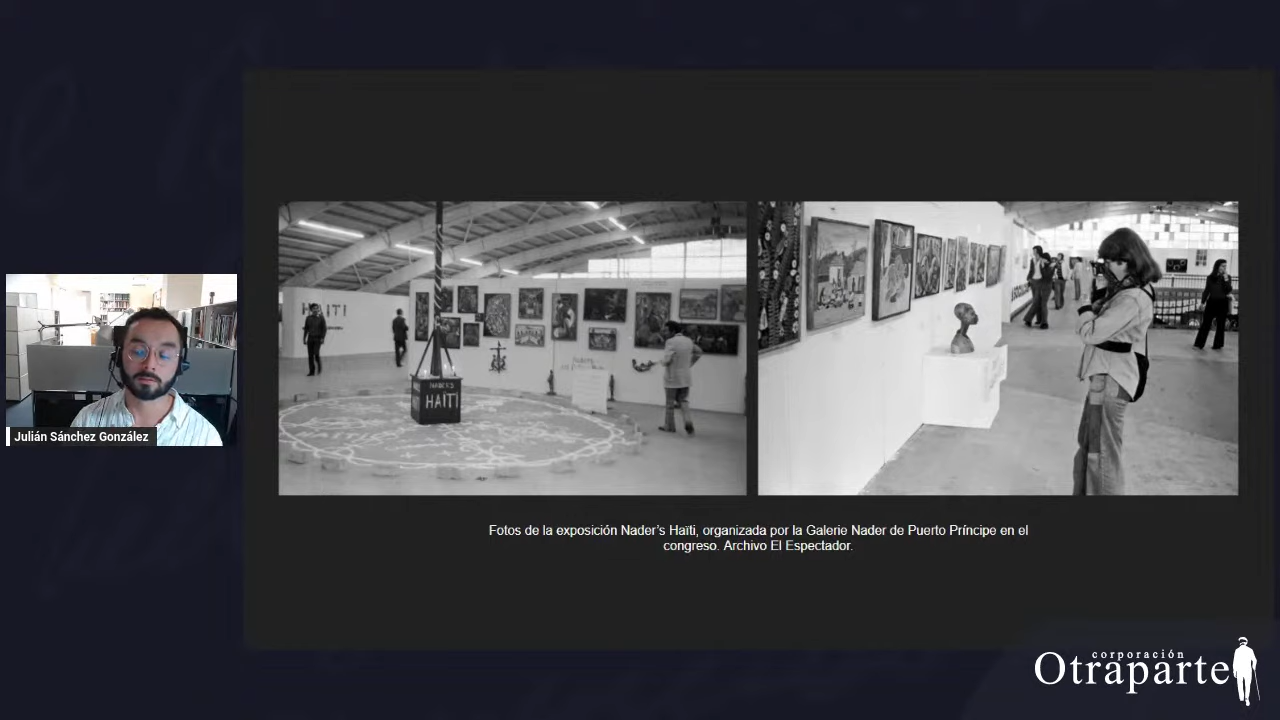 HAITI
NADER'S
HAÏTI
Julián Sánchez González
Fotos de la exposición Nader's Haïti, organizada por la Galerie Nader de Puerto Príncipe en el
congreso. Archivo El Espectador.
corporación
Otraparte